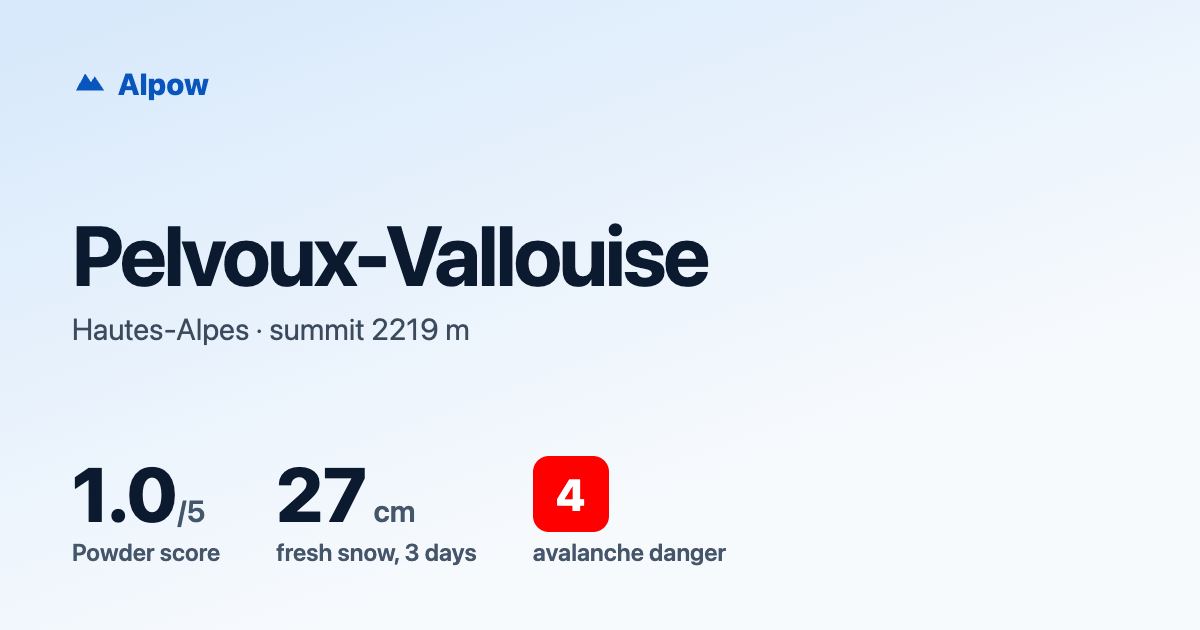 Alpow
Pelvoux-Vallouise
Hautes-Alpes · summit 2219 m
1.0/5 27 cm 4
Powder score fresh snow, 3 days avalanche danger